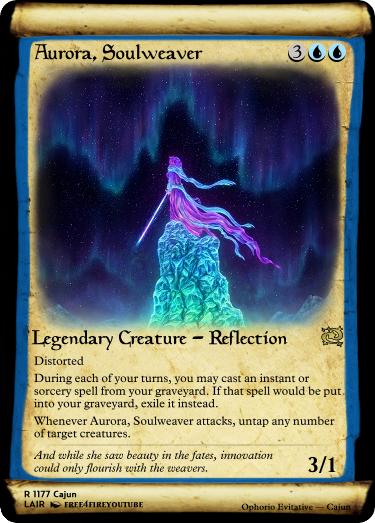 Aurora, Soulweaver 3
Legendary Creature – Reflection
Distorted
During each of your turns, you may cast an instant or
sorcery spell from your graveyard. If that spell would be put
into your graveyard, exile it instead.
Whenever Aurora, Soulweaver attacks, untap any number
of target creatures.
And while she saw beauty in the fates, innovation
could only flourish with the weavers.
3/1
R 1177 Cajun
LAIR FREE4FIREYOUTUBE
Ophorio Evitative — Cajun